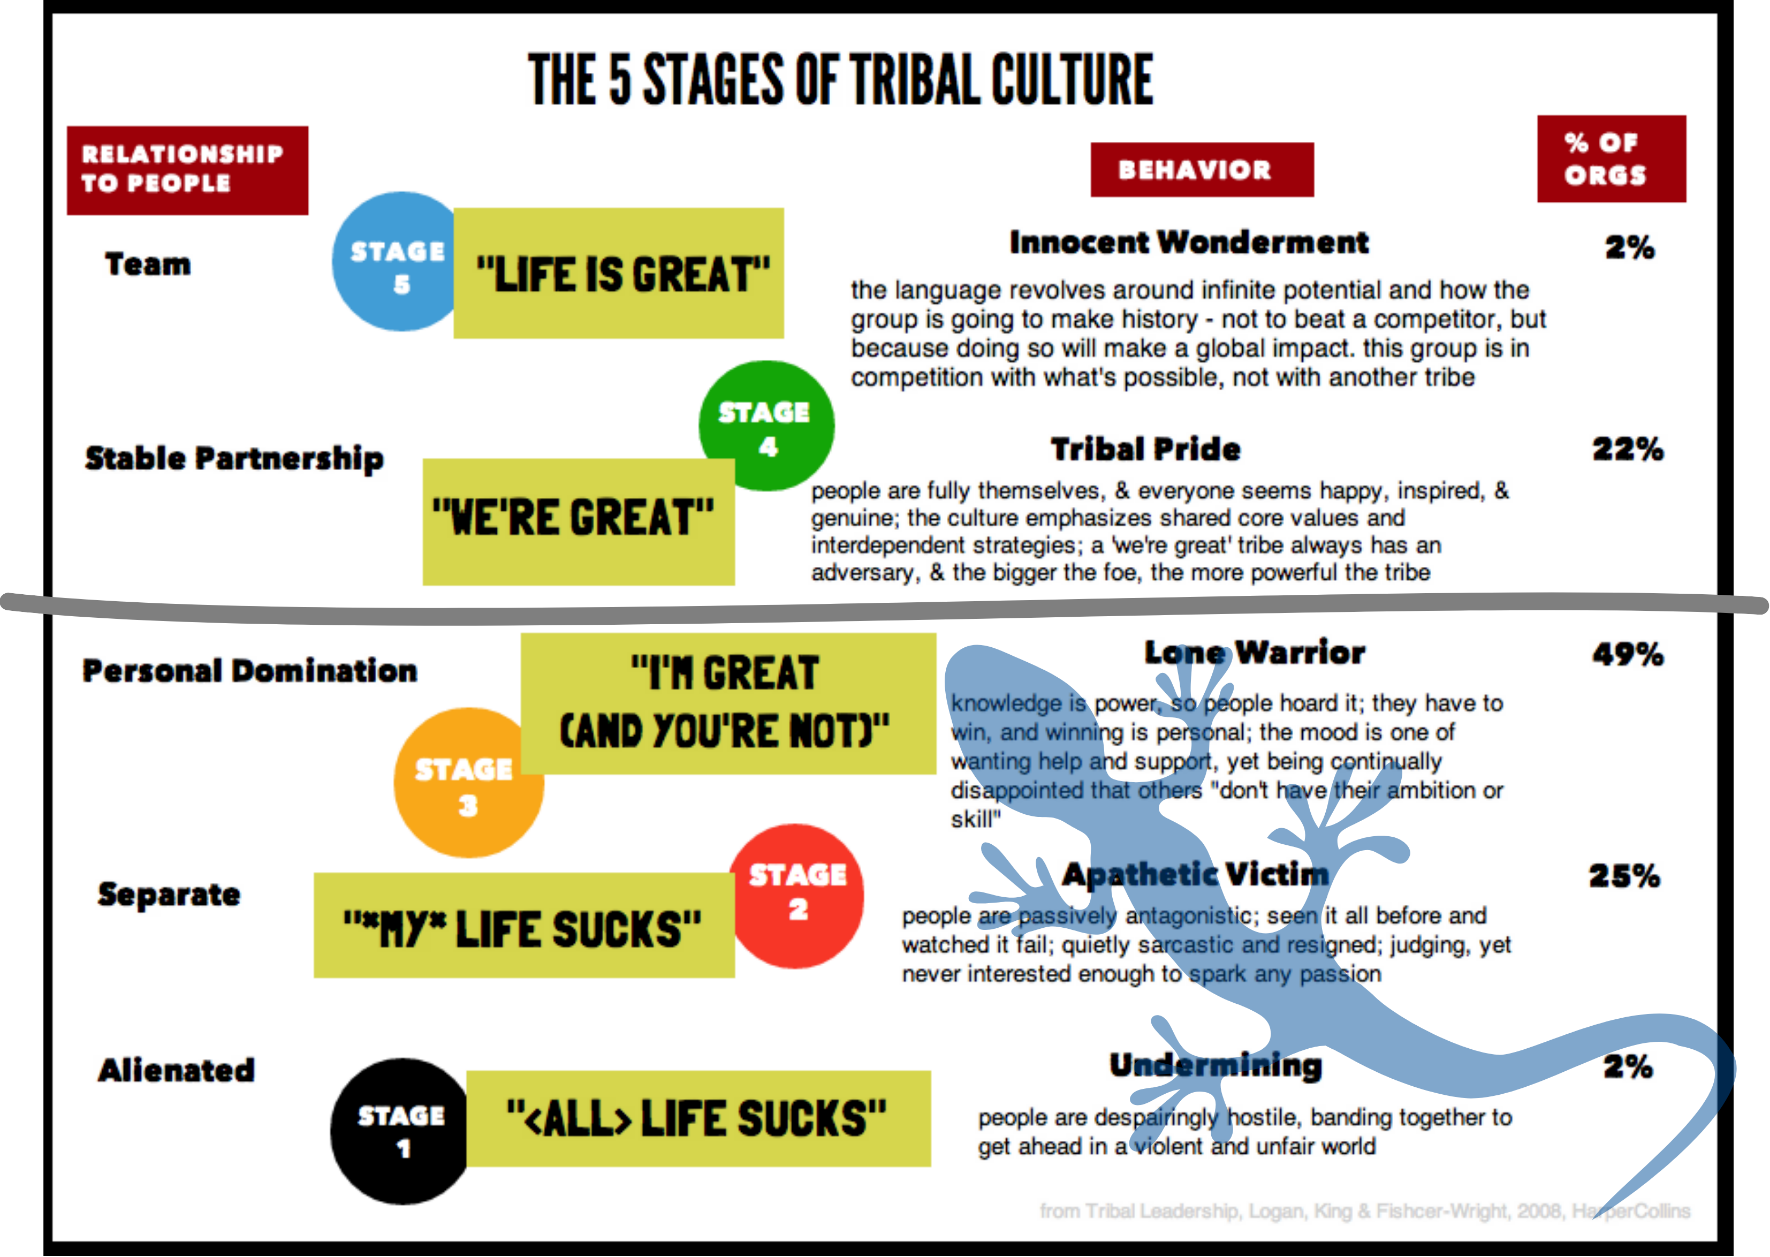 THE 5 STAGES OF TRIBAL CULTURE
RELATIONSHIP
TO PEOPLE
BEHAVIOR
% OF
ORGS
Team
STAGE
5
"LIFE IS GREAT"
Innocent Wonderment
2%
the language revolves around infinite potential and how the
group is going to make history - not to beat a competitor, but
because doing so will make a global impact. this group is in
competition with what's possible, not with another tribe
Stable Partnership
STAGE
4
"WE'RE GREAT"
Tribal Pride
22%
people are fully themselves, & everyone seems happy, inspired, &
genuine; the culture emphasizes shared core values and
interdependent strategies; a 'we're great' tribe always has an
adversary, & the bigger the foe, the more powerful the tribe
Personal Domination
"I'M GREAT
(AND YOU'RE NOT)"
STAGE
3
Lone Warrior
49%
knowledge is power, so people hoard it; they have to
win, and winning is personal; the mood is one of
wanting help and support, yet being continually
disappointed that others "don't have their ambition or
skill"
Separate
"*MY* LIFE SUCKS"
STAGE
2
Apathetic Victim
25%
people are passively antagonistic; seen it all before and
watched it fail; quietly sarcastic and resigned; judging, yet
never interested enough to spark any passion
Alienated
STAGE
1
"<ALL> LIFE SUCKS"
Undermining
2%
people are despairingly hostile, banding together to
get ahead in a violent and unfair world
from Tribal Leadership, Logan, King & Fishcer-Wright, 2008, HarperCollins